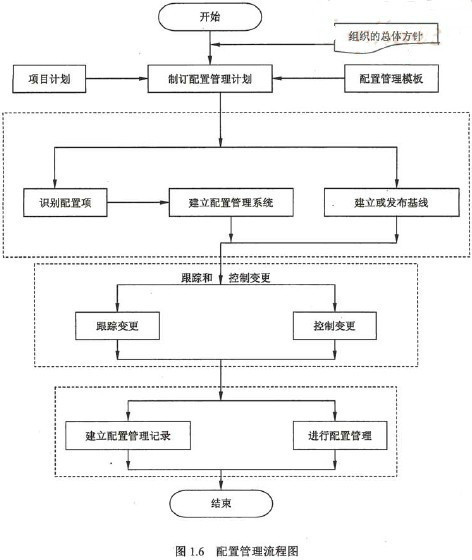 开始
组织的总体方针
项目计划
制订配置管理计划
配置管理模板
识别配置项
建立配置管理系统
建立或发布基线
跟踪和 控制变更
跟踪变更
控制变更
建立配置管理记录
进行配置管理
结束
图 1.6 配置管理流程图